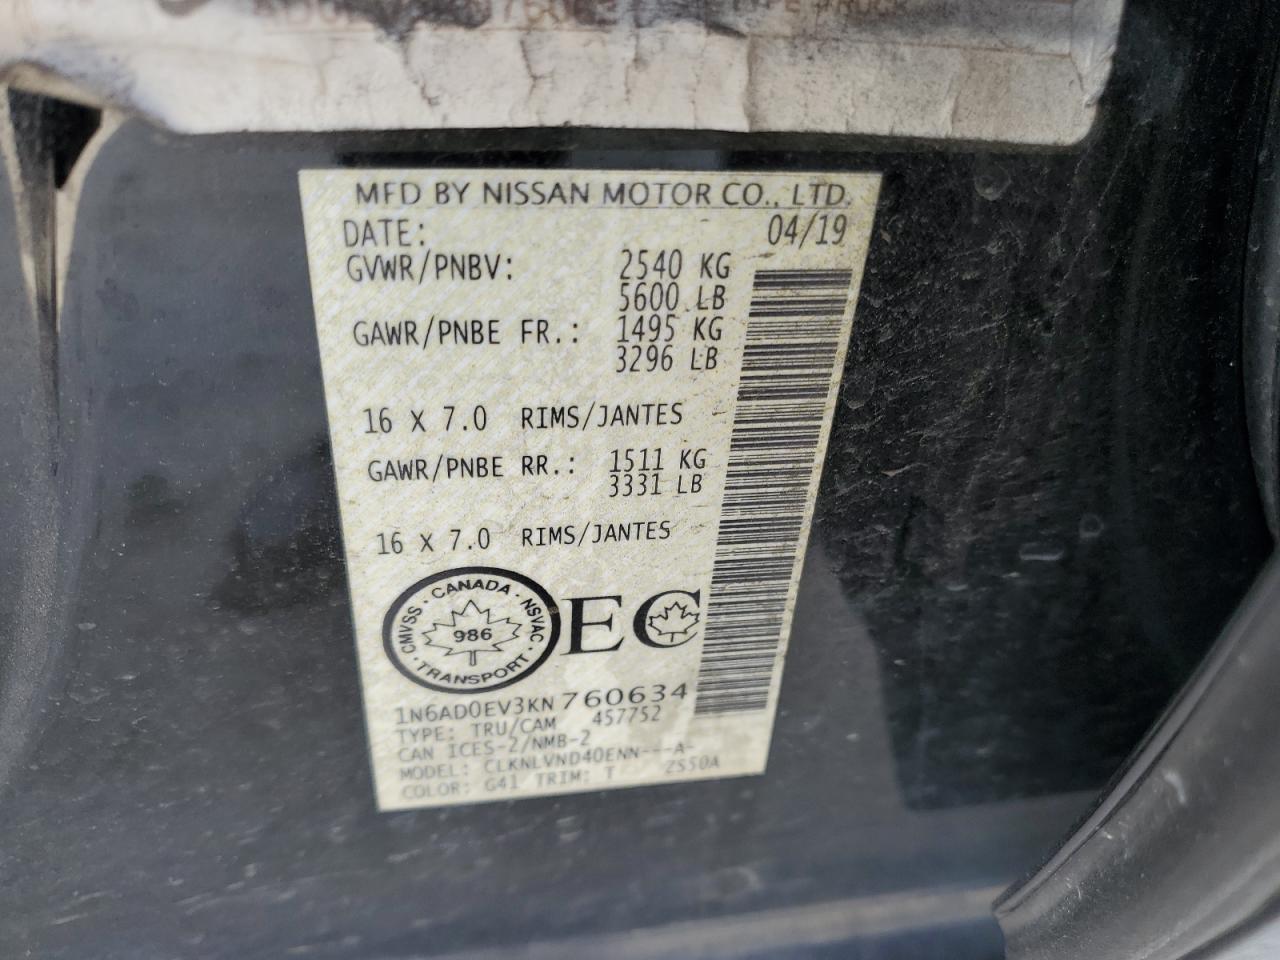 MFD BY NISSAN MOTOR CO., LTD.
DATE: 04/19
GVWR/PNBV: 2540 KG
5600 LB
GAWR/PNBE FR.: 1495 KG
3296 LB
16 X 7.0 RIMS/JANTES
GAWR/PNBE RR.: 1511 KG
3331 LB
16 X 7.0 RIMS/JANTES
CMVSS · CANADA · NSVAC · TRANSPORT ·
986
EC
1N6AD0EV3KN760634
TYPE: TRU/CAM 457752
CAN ICES-2/NMB-2
MODEL: CLKNLVND40ENN---A-
COLOR: G41 TRIM: T 2S50A